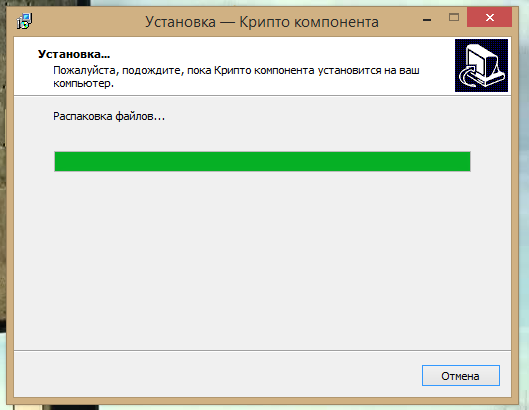 Установка — Крипто компонента
Установка...
Пожалуйста, подождите, пока Крипто компонента установится на ваш
компьютер.
Распаковка файлов...
Отмена